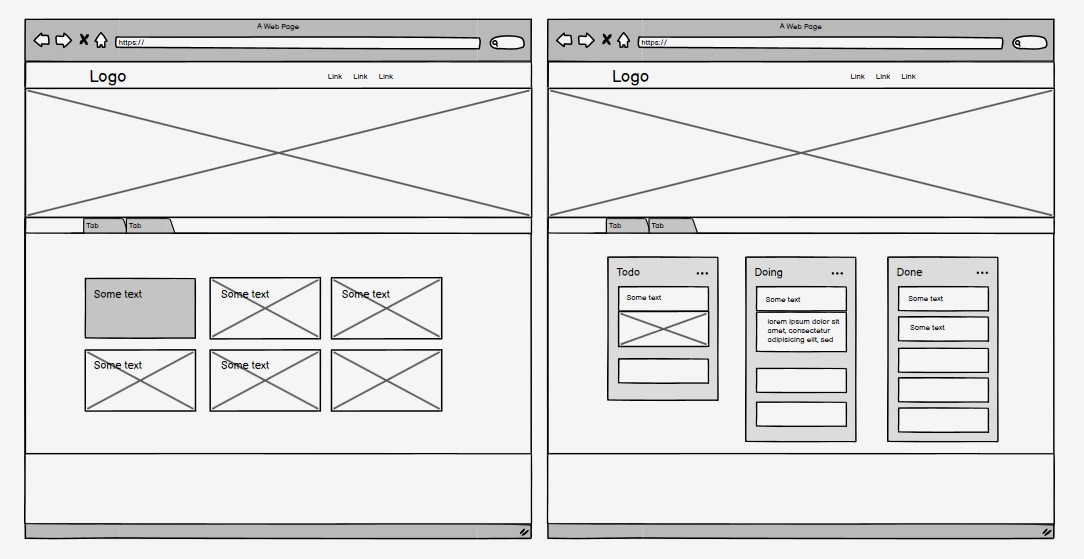 A Web Page
https://
Logo
Link Link Link
Tab Tab
Some text Some text Some text
Some text Some text
A Web Page
https://
Logo
Link Link Link
Tab Tab
Todo
Some text
Doing
Some text
lorem ipsum dolor sit
amet, consectetur
adipisicing elit, sed
Done
Some text
Some text